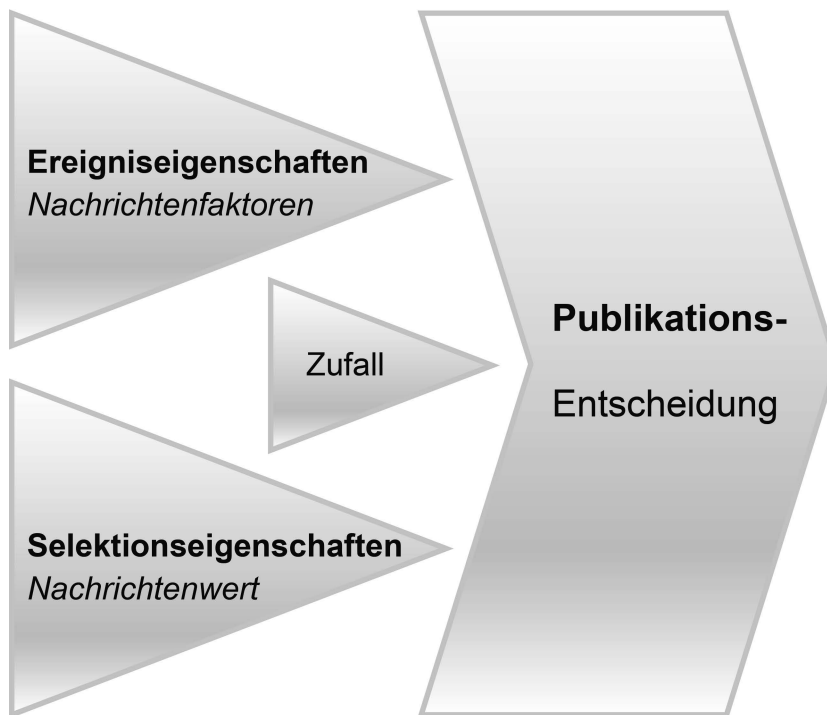 Ereigniseigenschaften
Nachrichtenfaktoren
Zufall
Selektionseigenschaften
Nachrichtenwert
Publikations-
Entscheidung